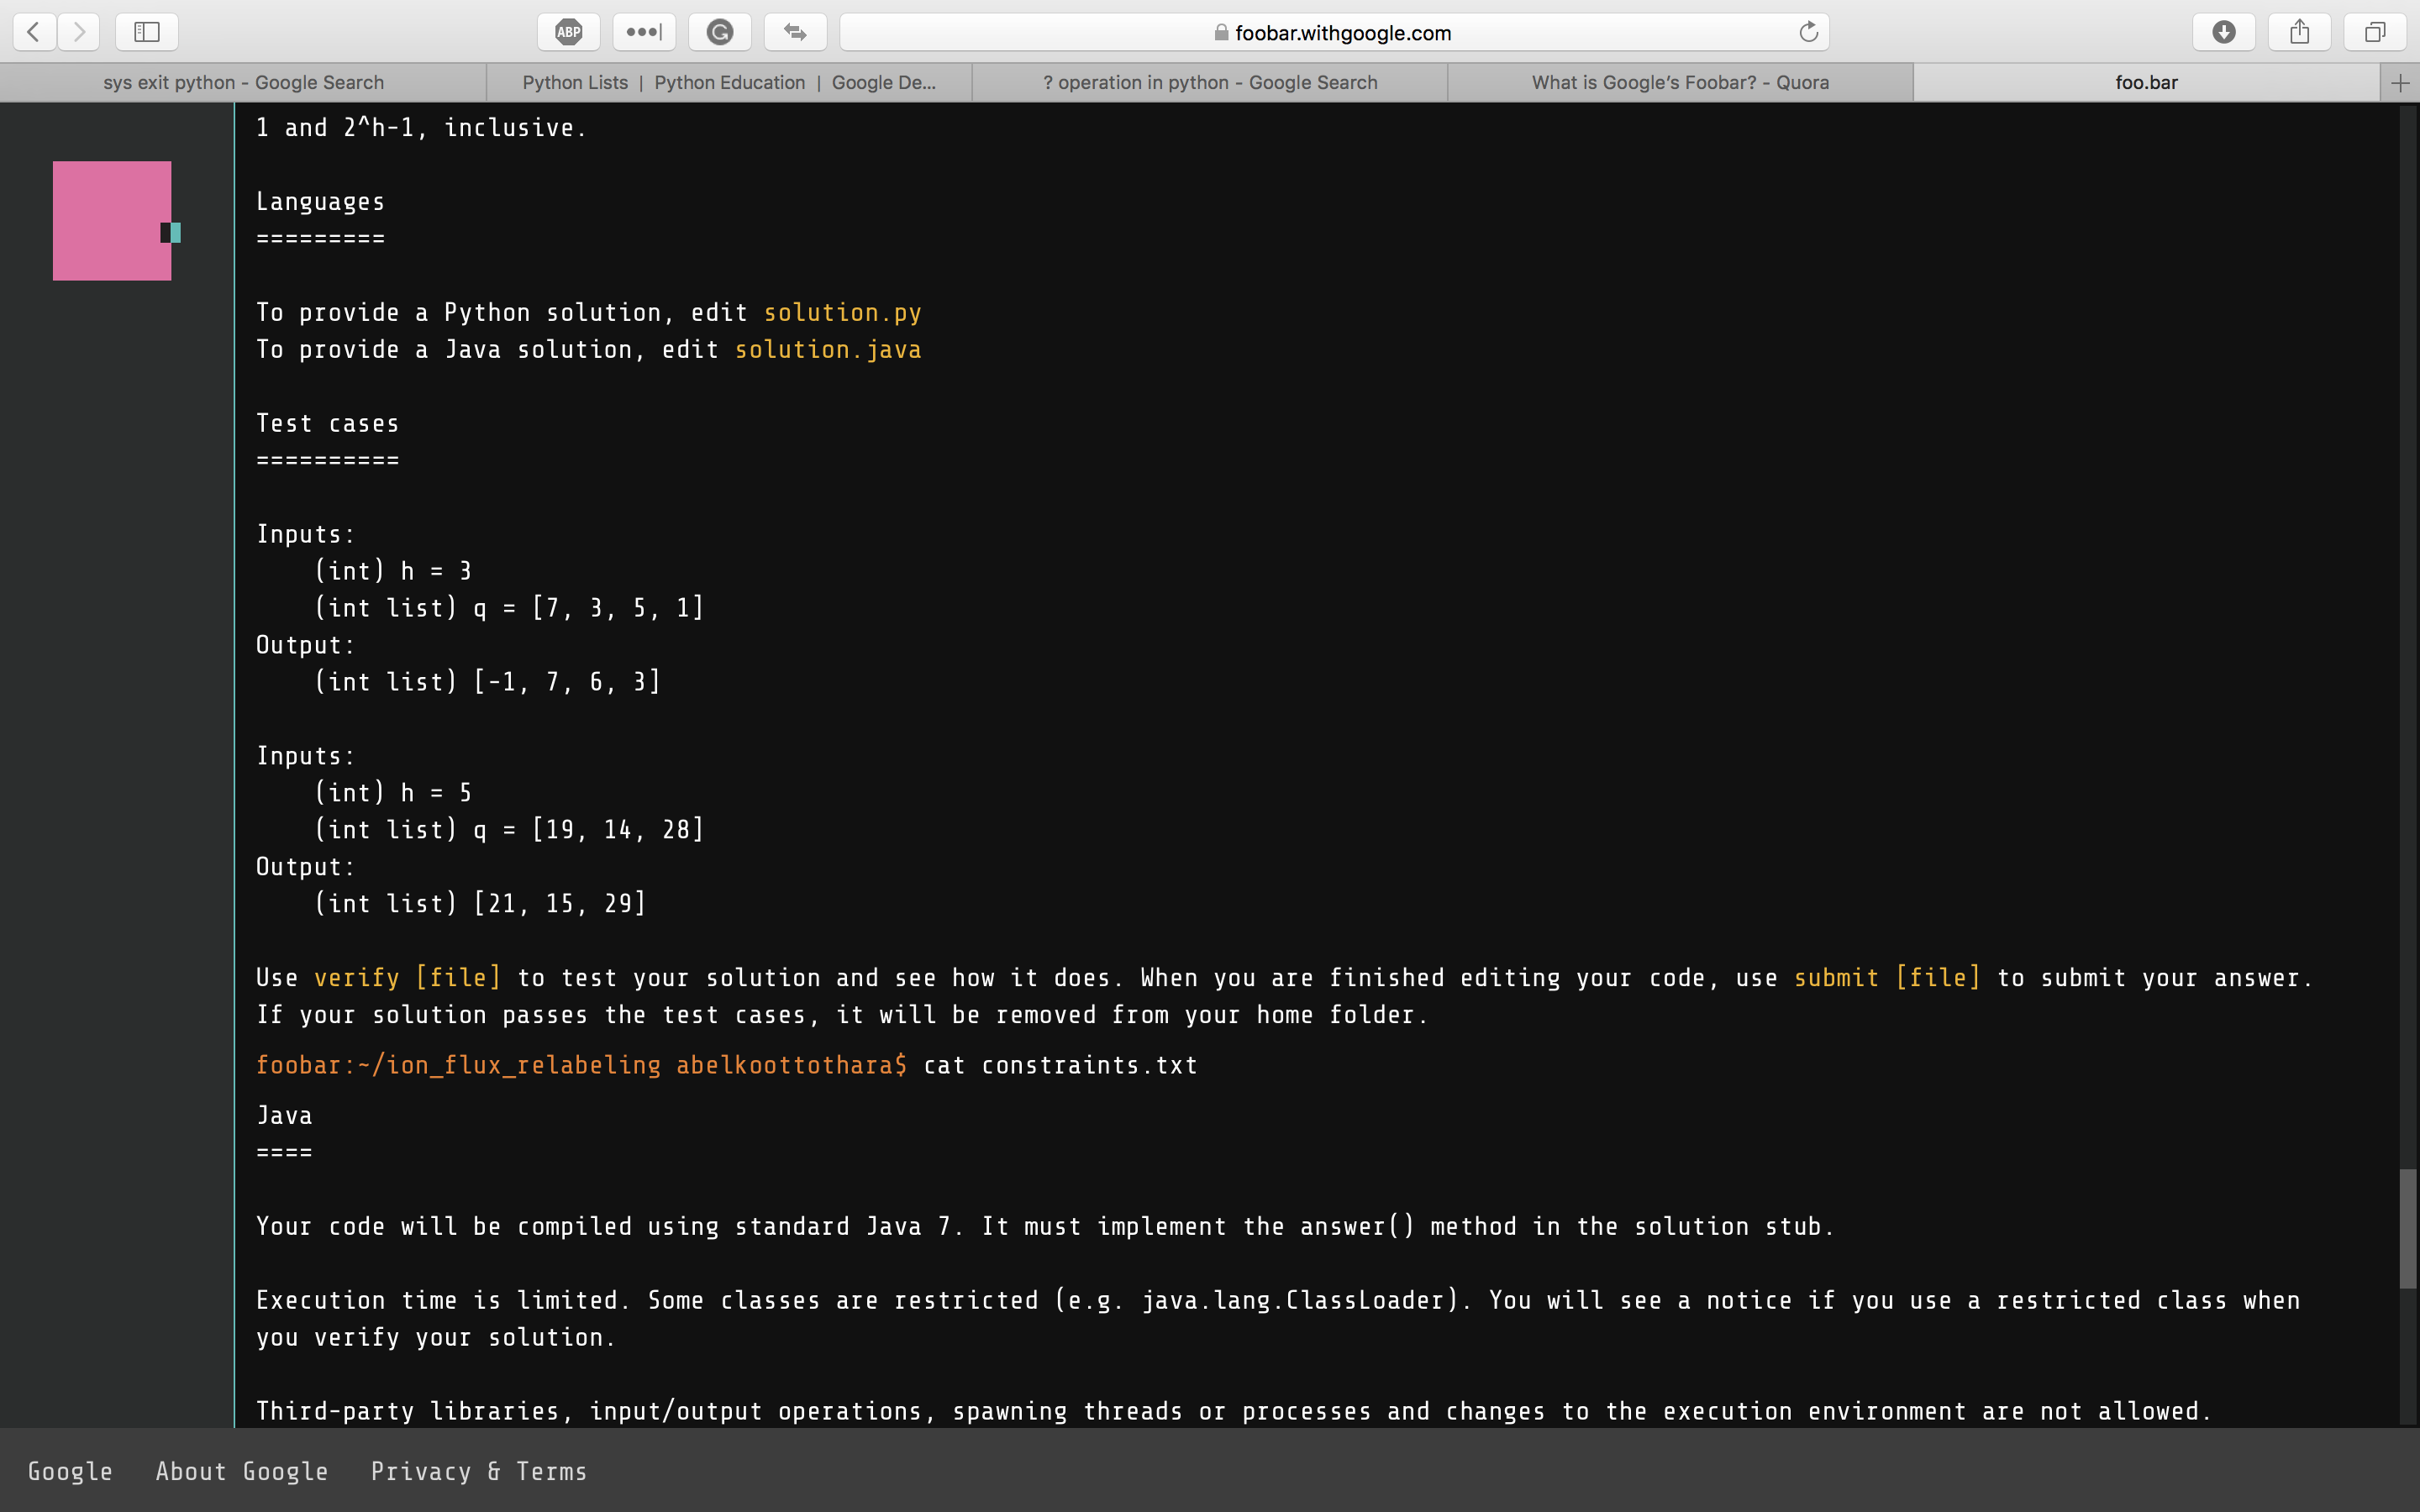 ABP
foobar.withgoogle.com
sys exit python - Google Search
Python Lists | Python Education | Google De...
? operation in python - Google Search
What is Google’s Foobar? - Quora
foo.bar
1 and 2^h-1, inclusive.
Languages
=========
To provide a Python solution, edit solution.py
To provide a Java solution, edit solution.java
Test cases
==========
Inputs:
(int) h = 3
(int list) q = [7, 3, 5, 1]
Output:
(int list) [-1, 7, 6, 3]
Inputs:
(int) h = 5
(int list) q = [19, 14, 28]
Output:
(int list) [21, 15, 29]
Use verify [file] to test your solution and see how it does. When you are finished editing your code, use submit [file] to submit your answer.
If your solution passes the test cases, it will be removed from your home folder.
foobar:~/ion_flux_relabeling abelkoottothara$ cat constraints.txt
Java
====
Your code will be compiled using standard Java 7. It must implement the answer() method in the solution stub.
Execution time is limited. Some classes are restricted (e.g. java.lang.ClassLoader). You will see a notice if you use a restricted class when
you verify your solution.
Third-party libraries, input/output operations, spawning threads or processes and changes to the execution environment are not allowed.
Google About Google Privacy & Terms